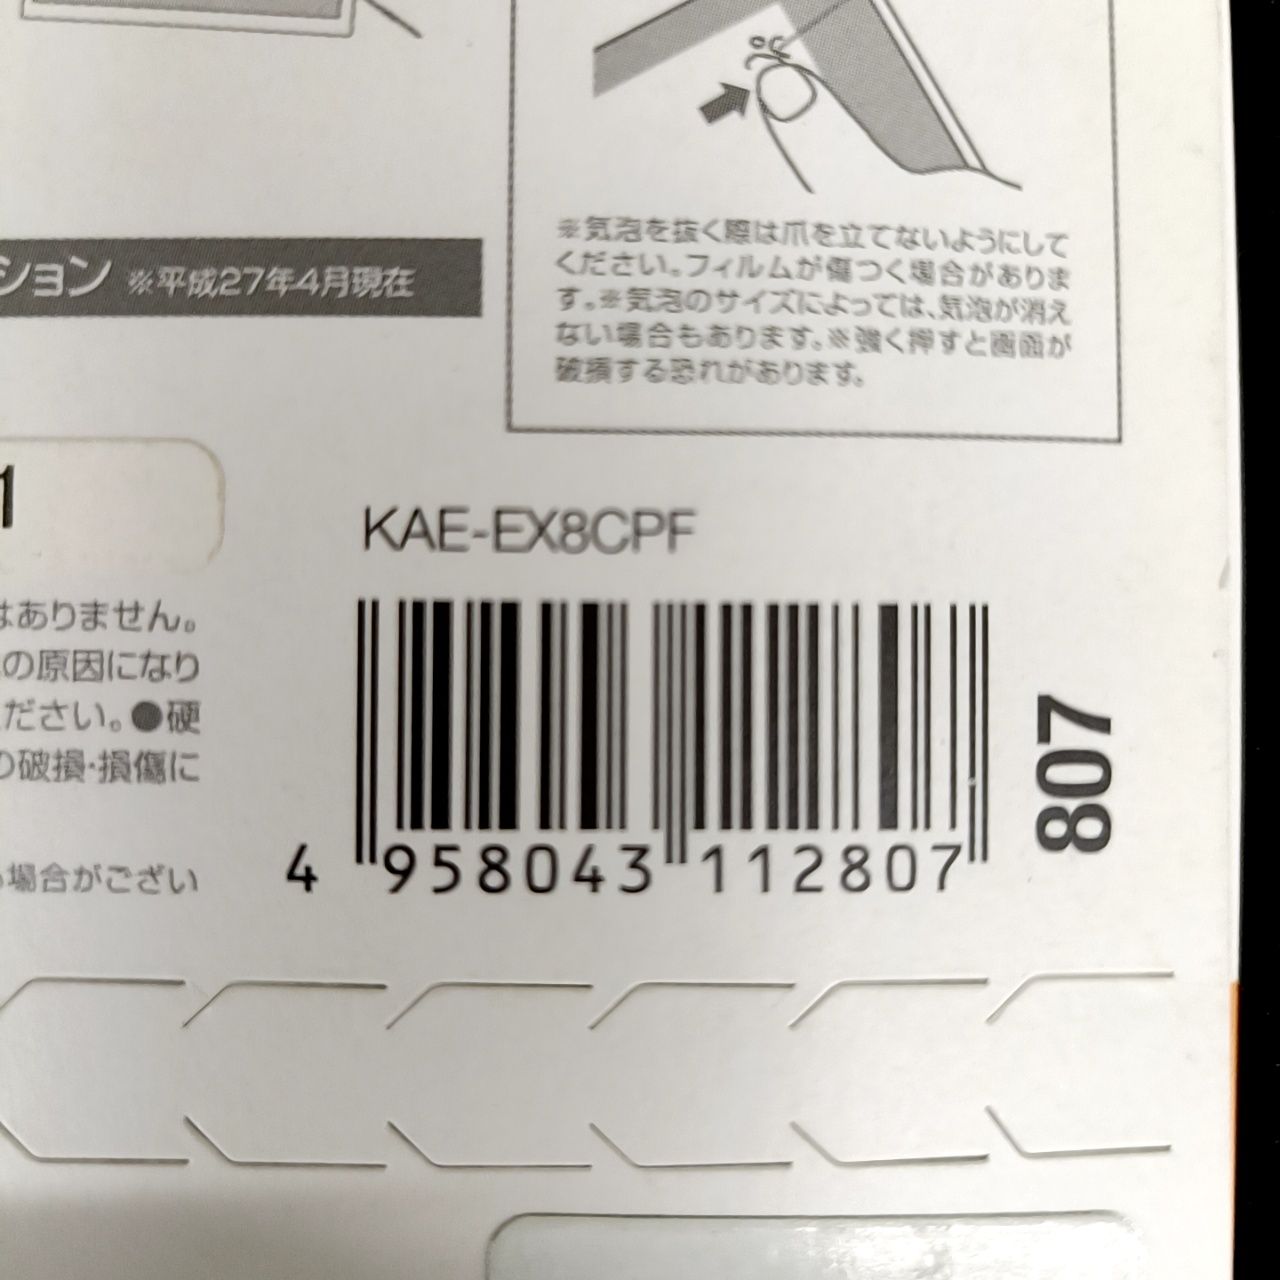 ※気泡を抜く際は爪を立てないようにして
ください。フィルムが傷つく場合がありま
す。※気泡のサイズによっては、気泡が消え
ない場合もあります。※強く押すと画面が
破損する恐れがあります。
ション ※平成27年4月現在
1
KAE-EX8CPF
はありません。
の原因になり
ださい。●硬
の破損・損傷に
場合がござい
4 958043 112807
807